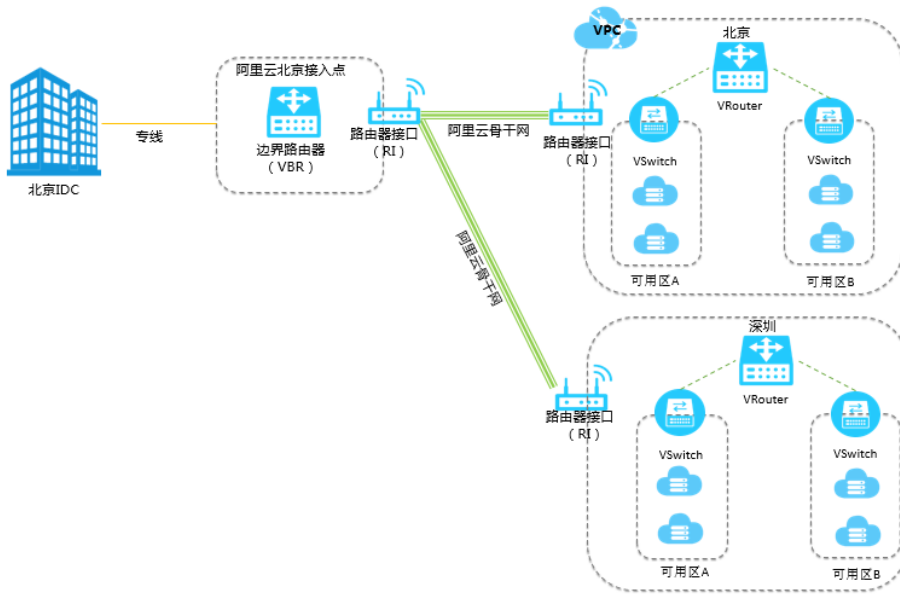 VPC
北京
VRouter
阿里云北京接入点
专线
边界路由器
（VBR）
路由器接口
（RI）
阿里云骨干网
路由器接口
（RI）
VSwitch
VSwitch
北京IDC
可用区A
可用区B
阿里云骨干网
深圳
VRouter
路由器接口
（RI）
VSwitch
VSwitch
可用区A
可用区B